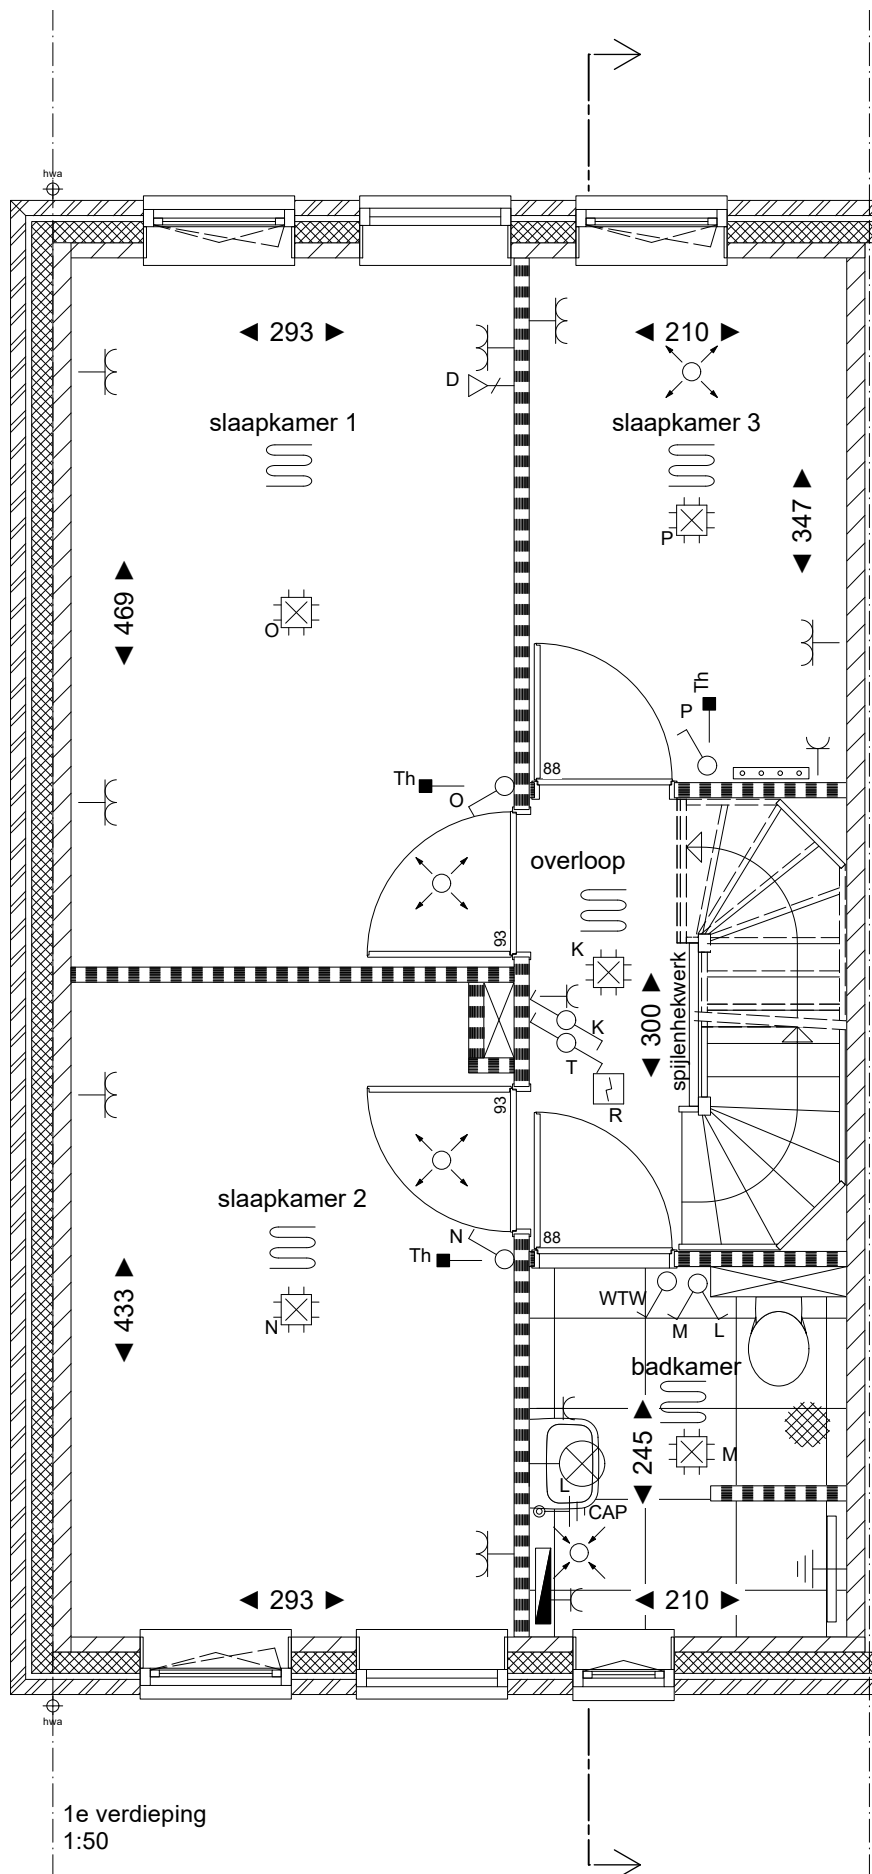 hwa
293
210
D
slaapkamer 1
slaapkamer 3
347
P
469
O
Th
P
88
Th
O
overloop
93
K
300
spijlenhekwerk
K
T
R
93
slaapkamer 2
N
Th
88
433
N
WTW
M
L
badkamer
245
M
L
CAP
293
210
hwa
1e verdieping
1:50